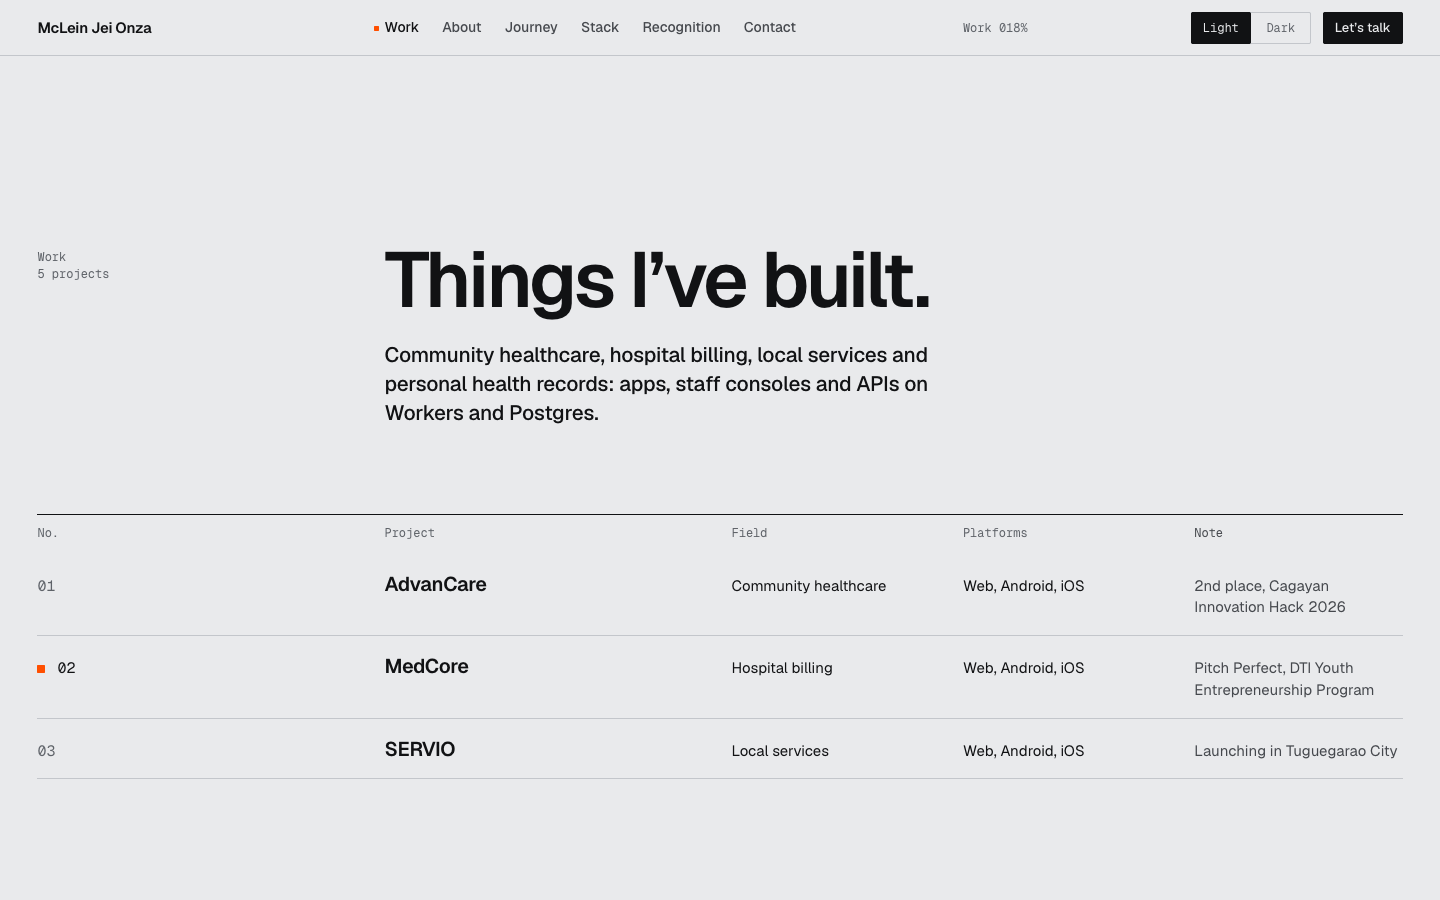 McLein Jei Onza
Work
About
Journey
Stack
Recognition
Contact
Work 018%
Light
Dark
Let's talk
Work
5 projects
Things I’ve built.
Community healthcare, hospital billing, local services and
personal health records: apps, staff consoles and APIs on
Workers and Postgres.
No.
Project
Field
Platforms
Note
01
AdvanCare
Community healthcare
Web, Android, iOS
2nd place, Cagayan
Innovation Hack 2026
02
MedCore
Hospital billing
Web, Android, iOS
Pitch Perfect, DTI Youth
Entrepreneurship Program
03
SERVIO
Local services
Web, Android, iOS
Launching in Tuguegarao City